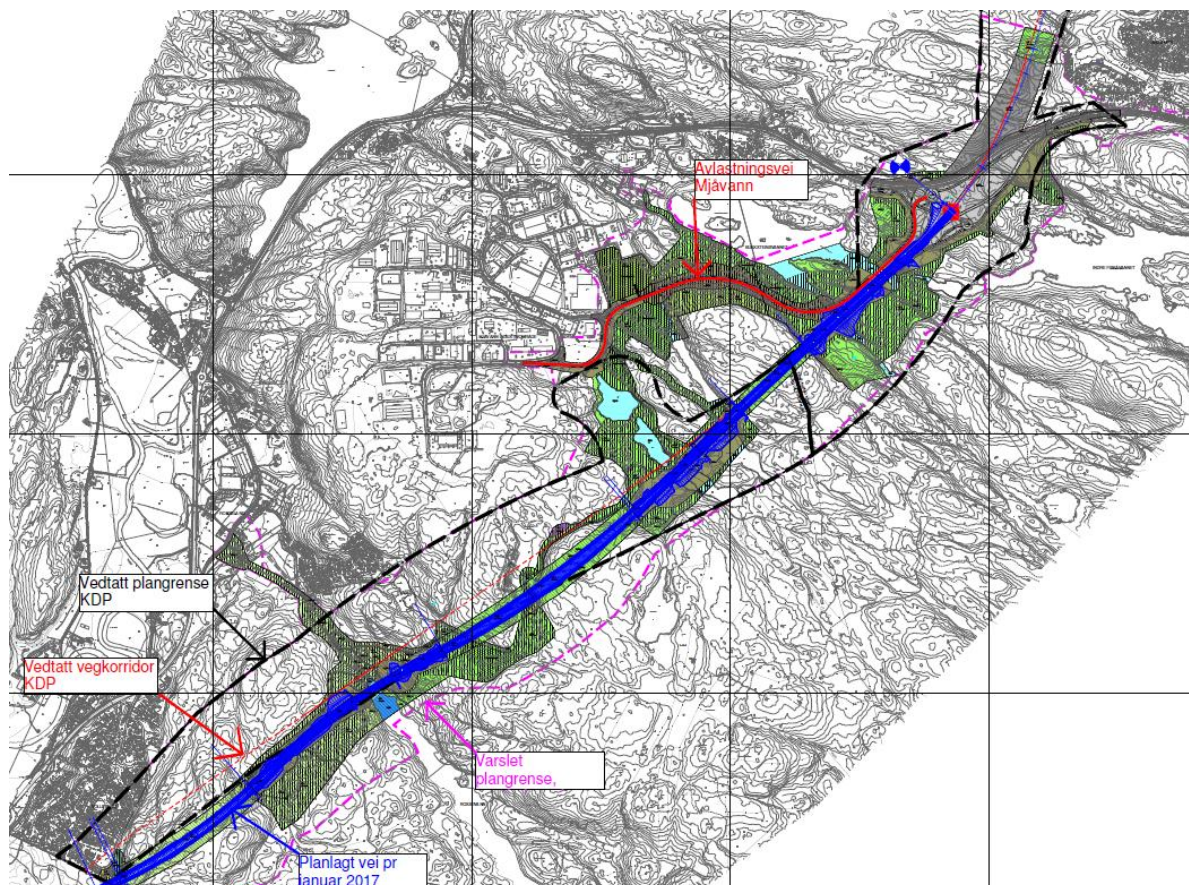 Avlastningsvei
Mjåvann
Vedtatt plangrense
KDP
Vedtatt vegkorridor
KDP
Varslet
plangrense,
Planlagt vei pr
januar 2017